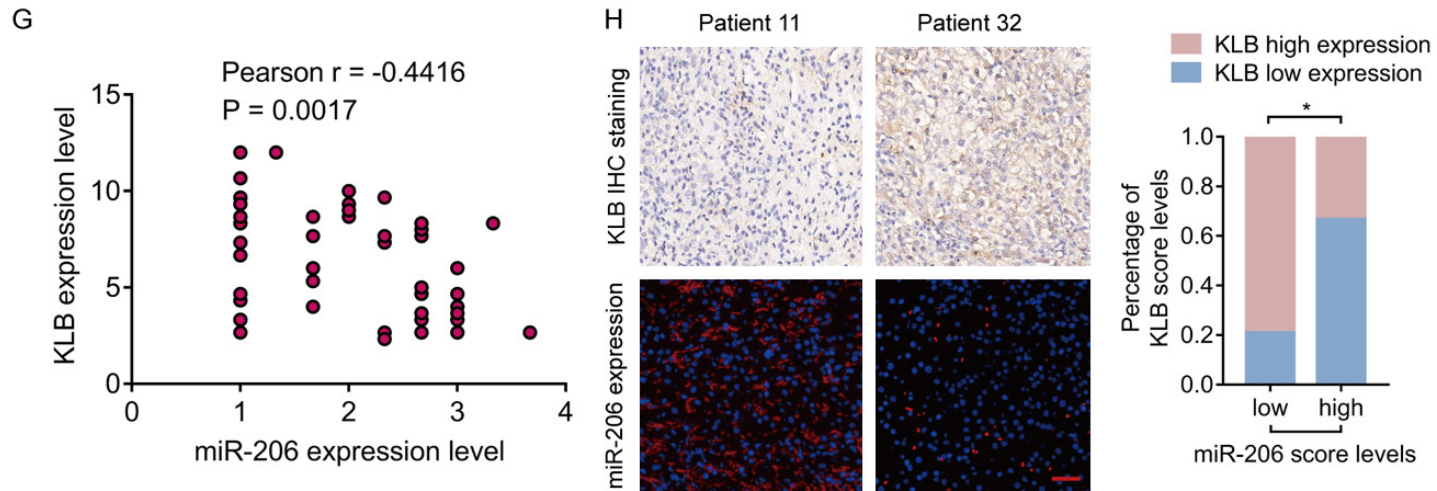 G
Pearson r = -0.4416
P = 0.0017
KLB expression level
15
10
5
0
0 1 2 3 4
miR-206 expression level
H
Patient 11 Patient 32
KLB IHC staining
miR-206 expression
KLB high expression
KLB low expression
*
Percentage of
KLB score levels
1.0
0.8
0.6
0.4
0.2
0.0
low high
miR-206 score levels